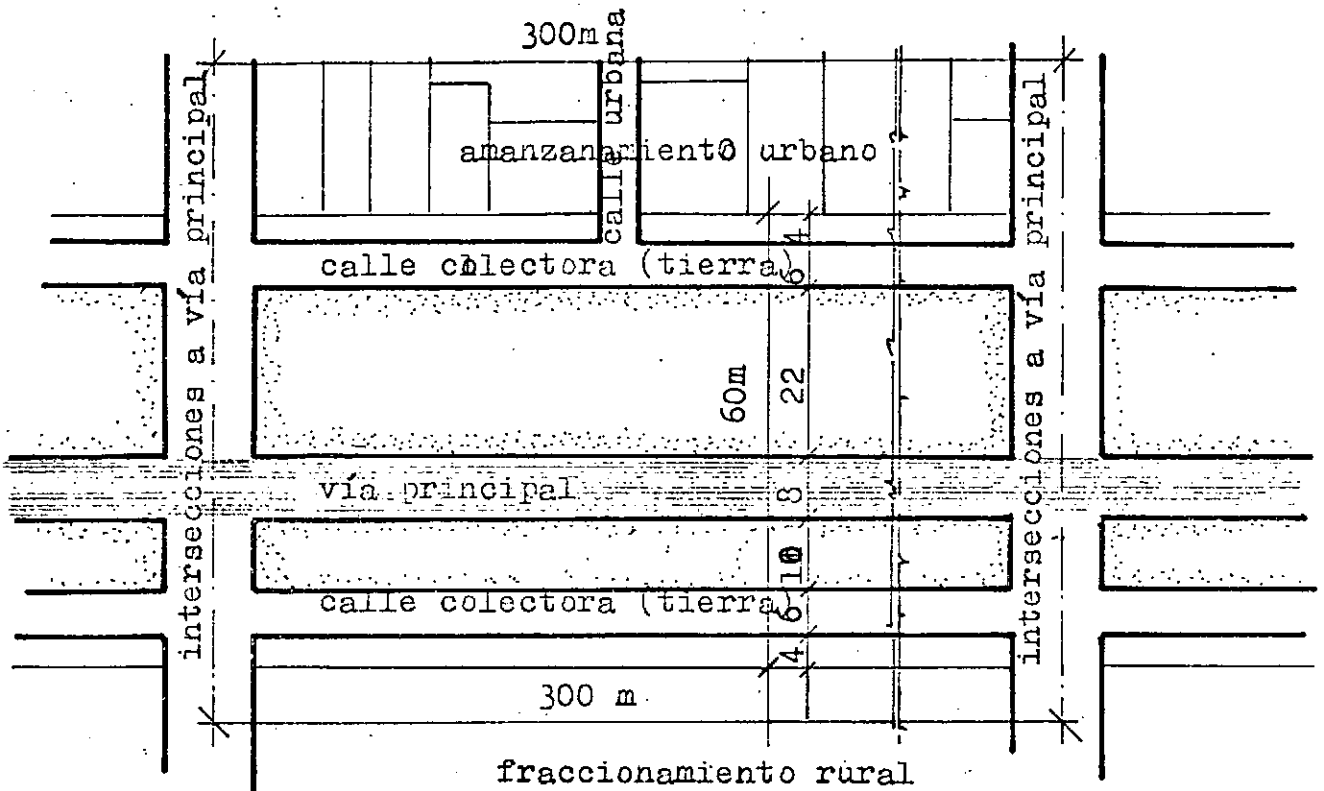 300m
calle urbana
intersecciones a vía principal
amanzanamiento urbano
intersecciones a vía principal
4
calle colectora (tierra)
6
60m
22
vía principal
8
10
calle colectora (tierra)
6
4
300 m
fraccionamiento rural